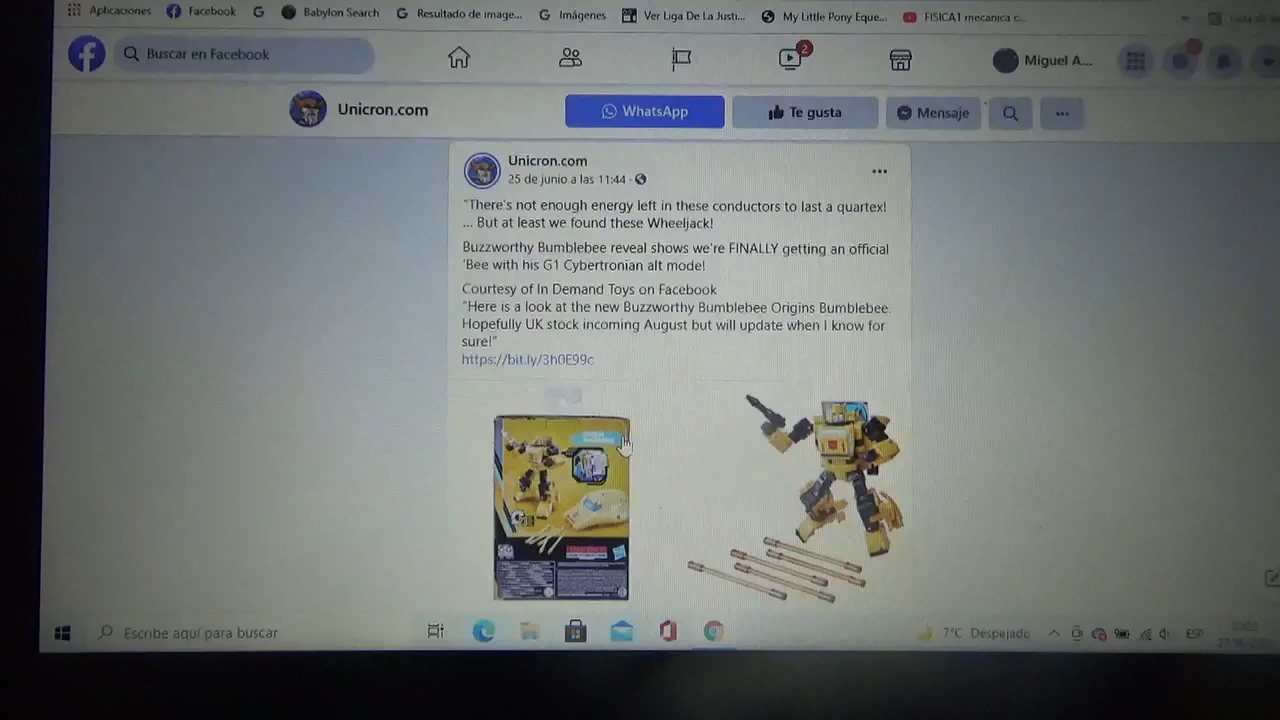 Aplicaciones Facebook Babylon Search Resultado de image... Imágenes Ver Liga De La Justi... My Little Pony Eque... FISICA1 mecanica c...
Buscar en Facebook 2 Miguel A...
Unicron.com WhatsApp Te gusta Mensaje
Unicron.com
25 de junio a las 11:44
"There's not enough energy left in these conductors to last a quartex!
... But at least we found these Wheeljack!
Buzzworthy Bumblebee reveal shows we're FINALLY getting an official
'Bee with his G1 Cybertronian alt mode!
Courtesy of In Demand Toys on Facebook
"Here is a look at the new Buzzworthy Bumblebee Origins Bumblebee.
Hopefully UK stock incoming August but will update when I know for
sure!"
https://bit.ly/3h0E99c
Escribe aquí para buscar 7°C Despejado ESP